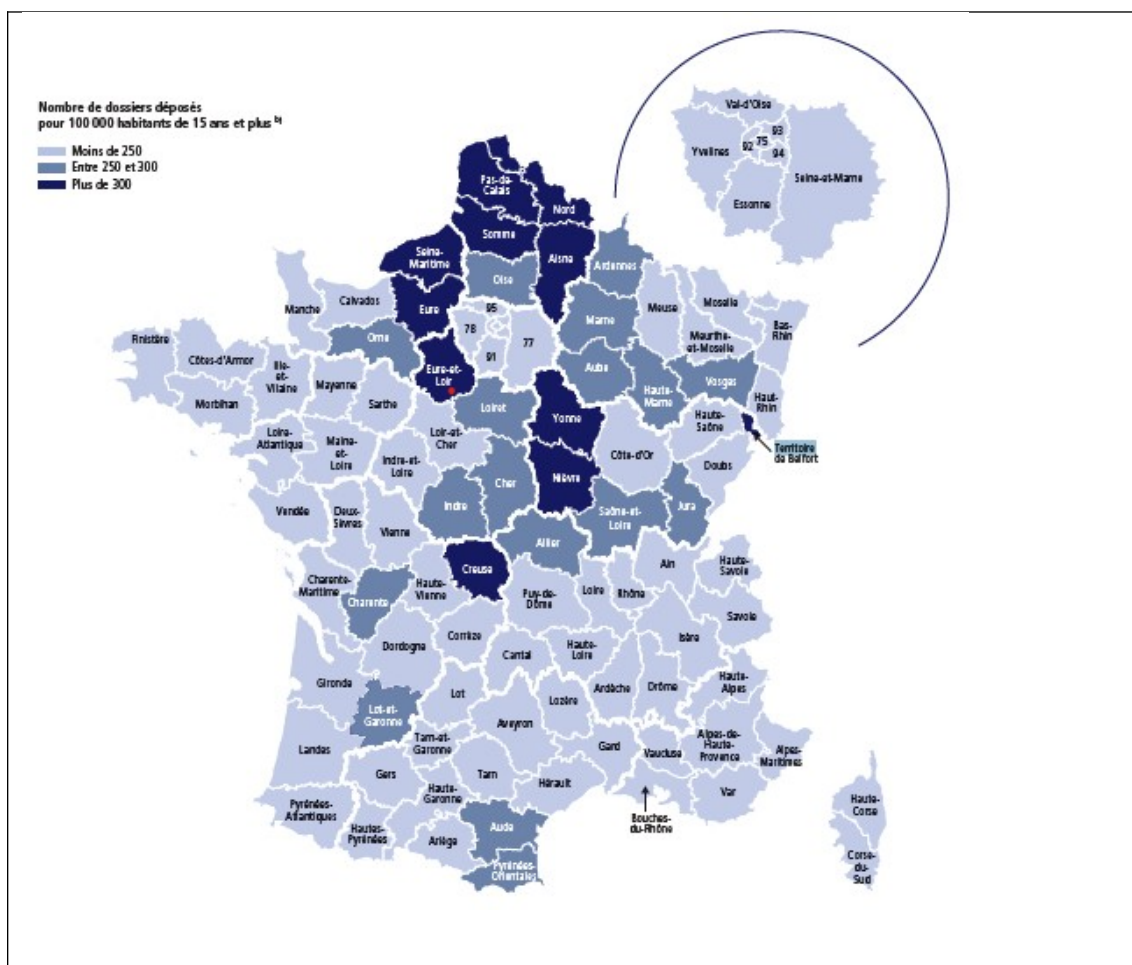 Nombre de dossiers déposés
pour 100 000 habitants de 15 ans et plus b)
Moins de 250
Entre 250 et 300
Plus de 300
Val-d'Oise
93
92
75
94
Yvelines
Seine-et-Marne
Essonne
Pas-de-
Calais
Nord
Somme
Seine-
Maritime
Aisne
Oise
Ardennes
Eure
Manche
Calvados
95
78
77
91
Meuse
Moselle
Marne
Meurthe-
et-Moselle
Bas-
Rhin
Finistère
Côtes-d'Armor
Orne
Ille-
et-
Vilaine
Mayenne
Eure-et-
Loir
Aube
Haute-
Marne
Vosges
Haut-
Rhin
Morbihan
Sarthe
Loiret
Yonne
Haute-
Saône
Territoire
de Belfort
Loire-
Atlantique
Maine-
et-
Loire
Loir-et-
Cher
Indre-et-
Loire
Côte-d'Or
Doubs
Cher
Nièvre
Indre
Vendée
Deux-
Sèvres
Vienne
Saône-et-
Loire
Jura
Allier
Creuse
Charente-
Maritime
Haute-
Vienne
Charente
Puy-de-
Dôme
Loire
Rhône
Ain
Haute-
Savoie
Savoie
Corrèze
Dordogne
Cantal
Haute-
Loire
Isère
Gironde
Lot
Lot-et-
Garonne
Lozère
Ardèche
Drôme
Haute-
Alpes
Aveyron
Landes
Tarn-et-
Garonne
Gard
Vaucluse
Alpes-de-
Haute-
Provence
Alpes-
Maritimes
Gers
Tarn
Hérault
Var
Haute-
Garonne
Pyrénées-
Atlantiques
Hautes-
Pyrénées
Ariège
Aude
Pyrénées-
Orientales
Bouches-
du-Rhône
Haute-
Corse
Corse-
du-
Sud